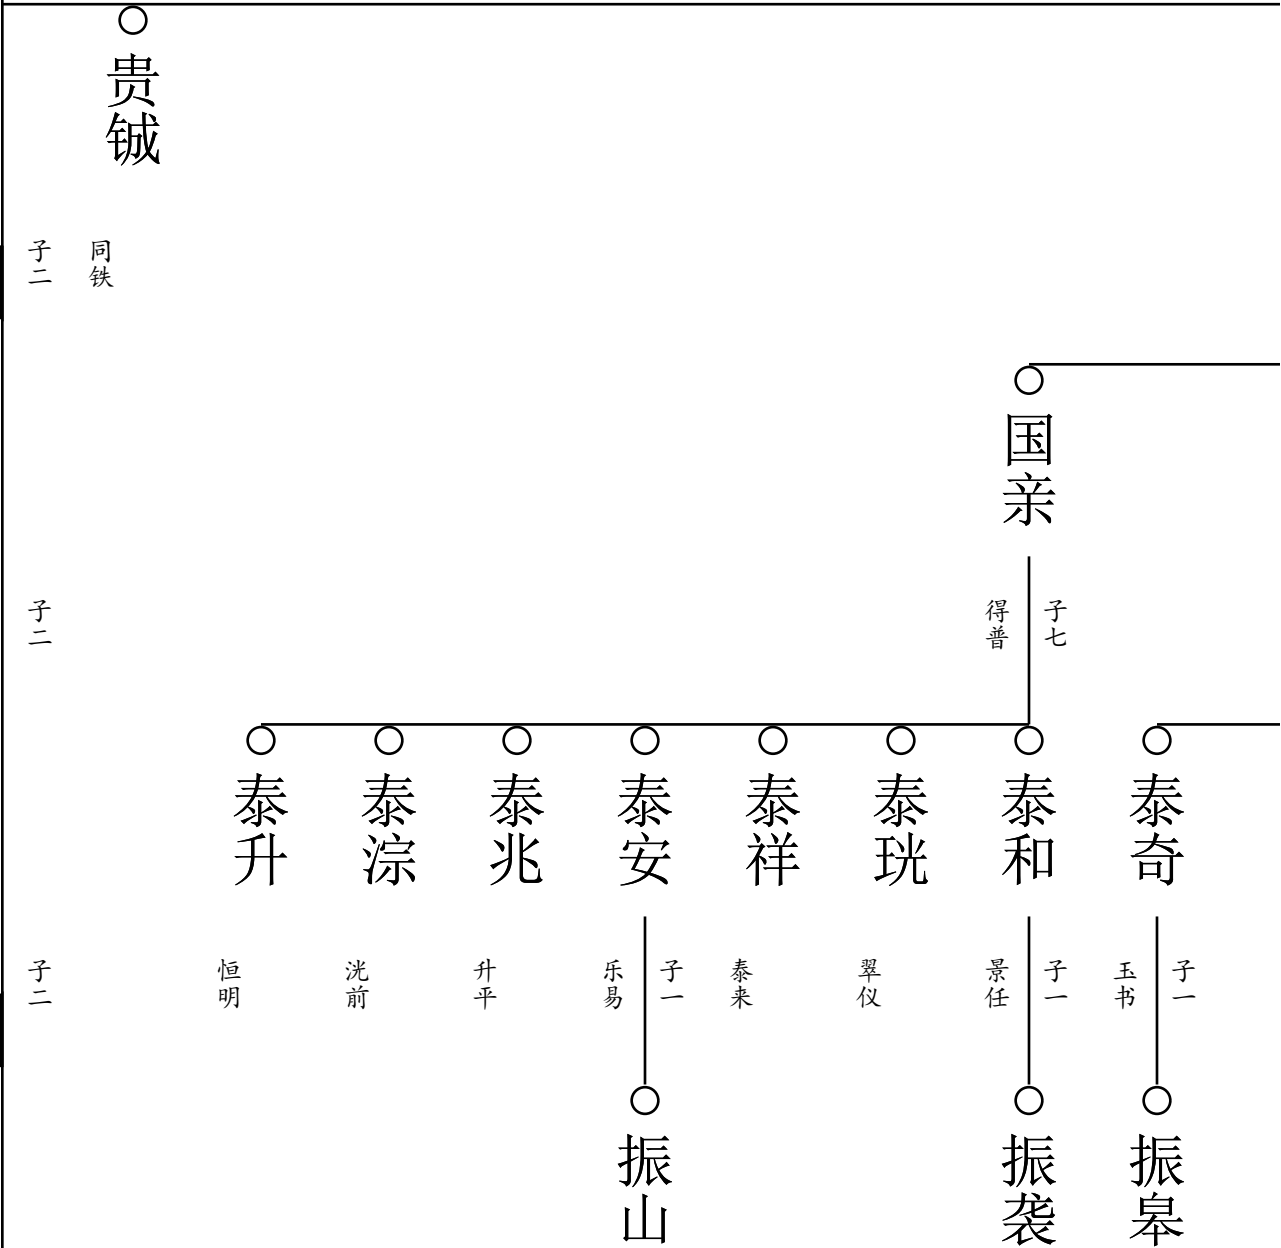 贵铖
同铁
子二
国亲
子七
得普
子二
泰奇
泰和
泰珖
泰祥
泰安
泰兆
泰淙
泰升
子一
玉书
子一
景任
翠仪
泰来
子一
乐易
升平
洸前
恒明
子二
振皋
振袭
振山